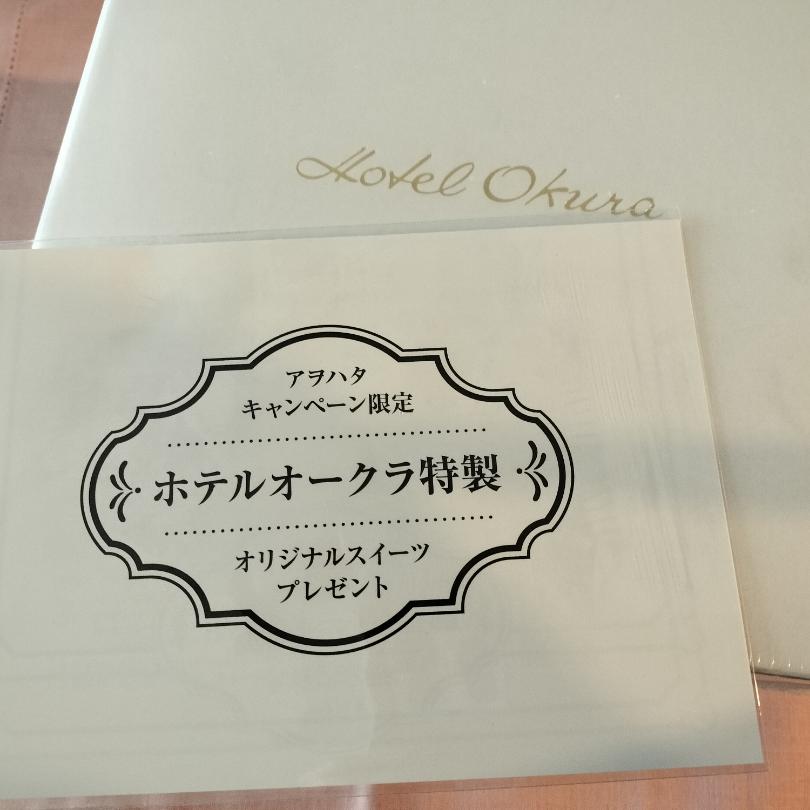 Hotel Okura
アヲハタ
キャンペーン限定
ホテルオークラ特製
オリジナルスイーツ
プレゼント